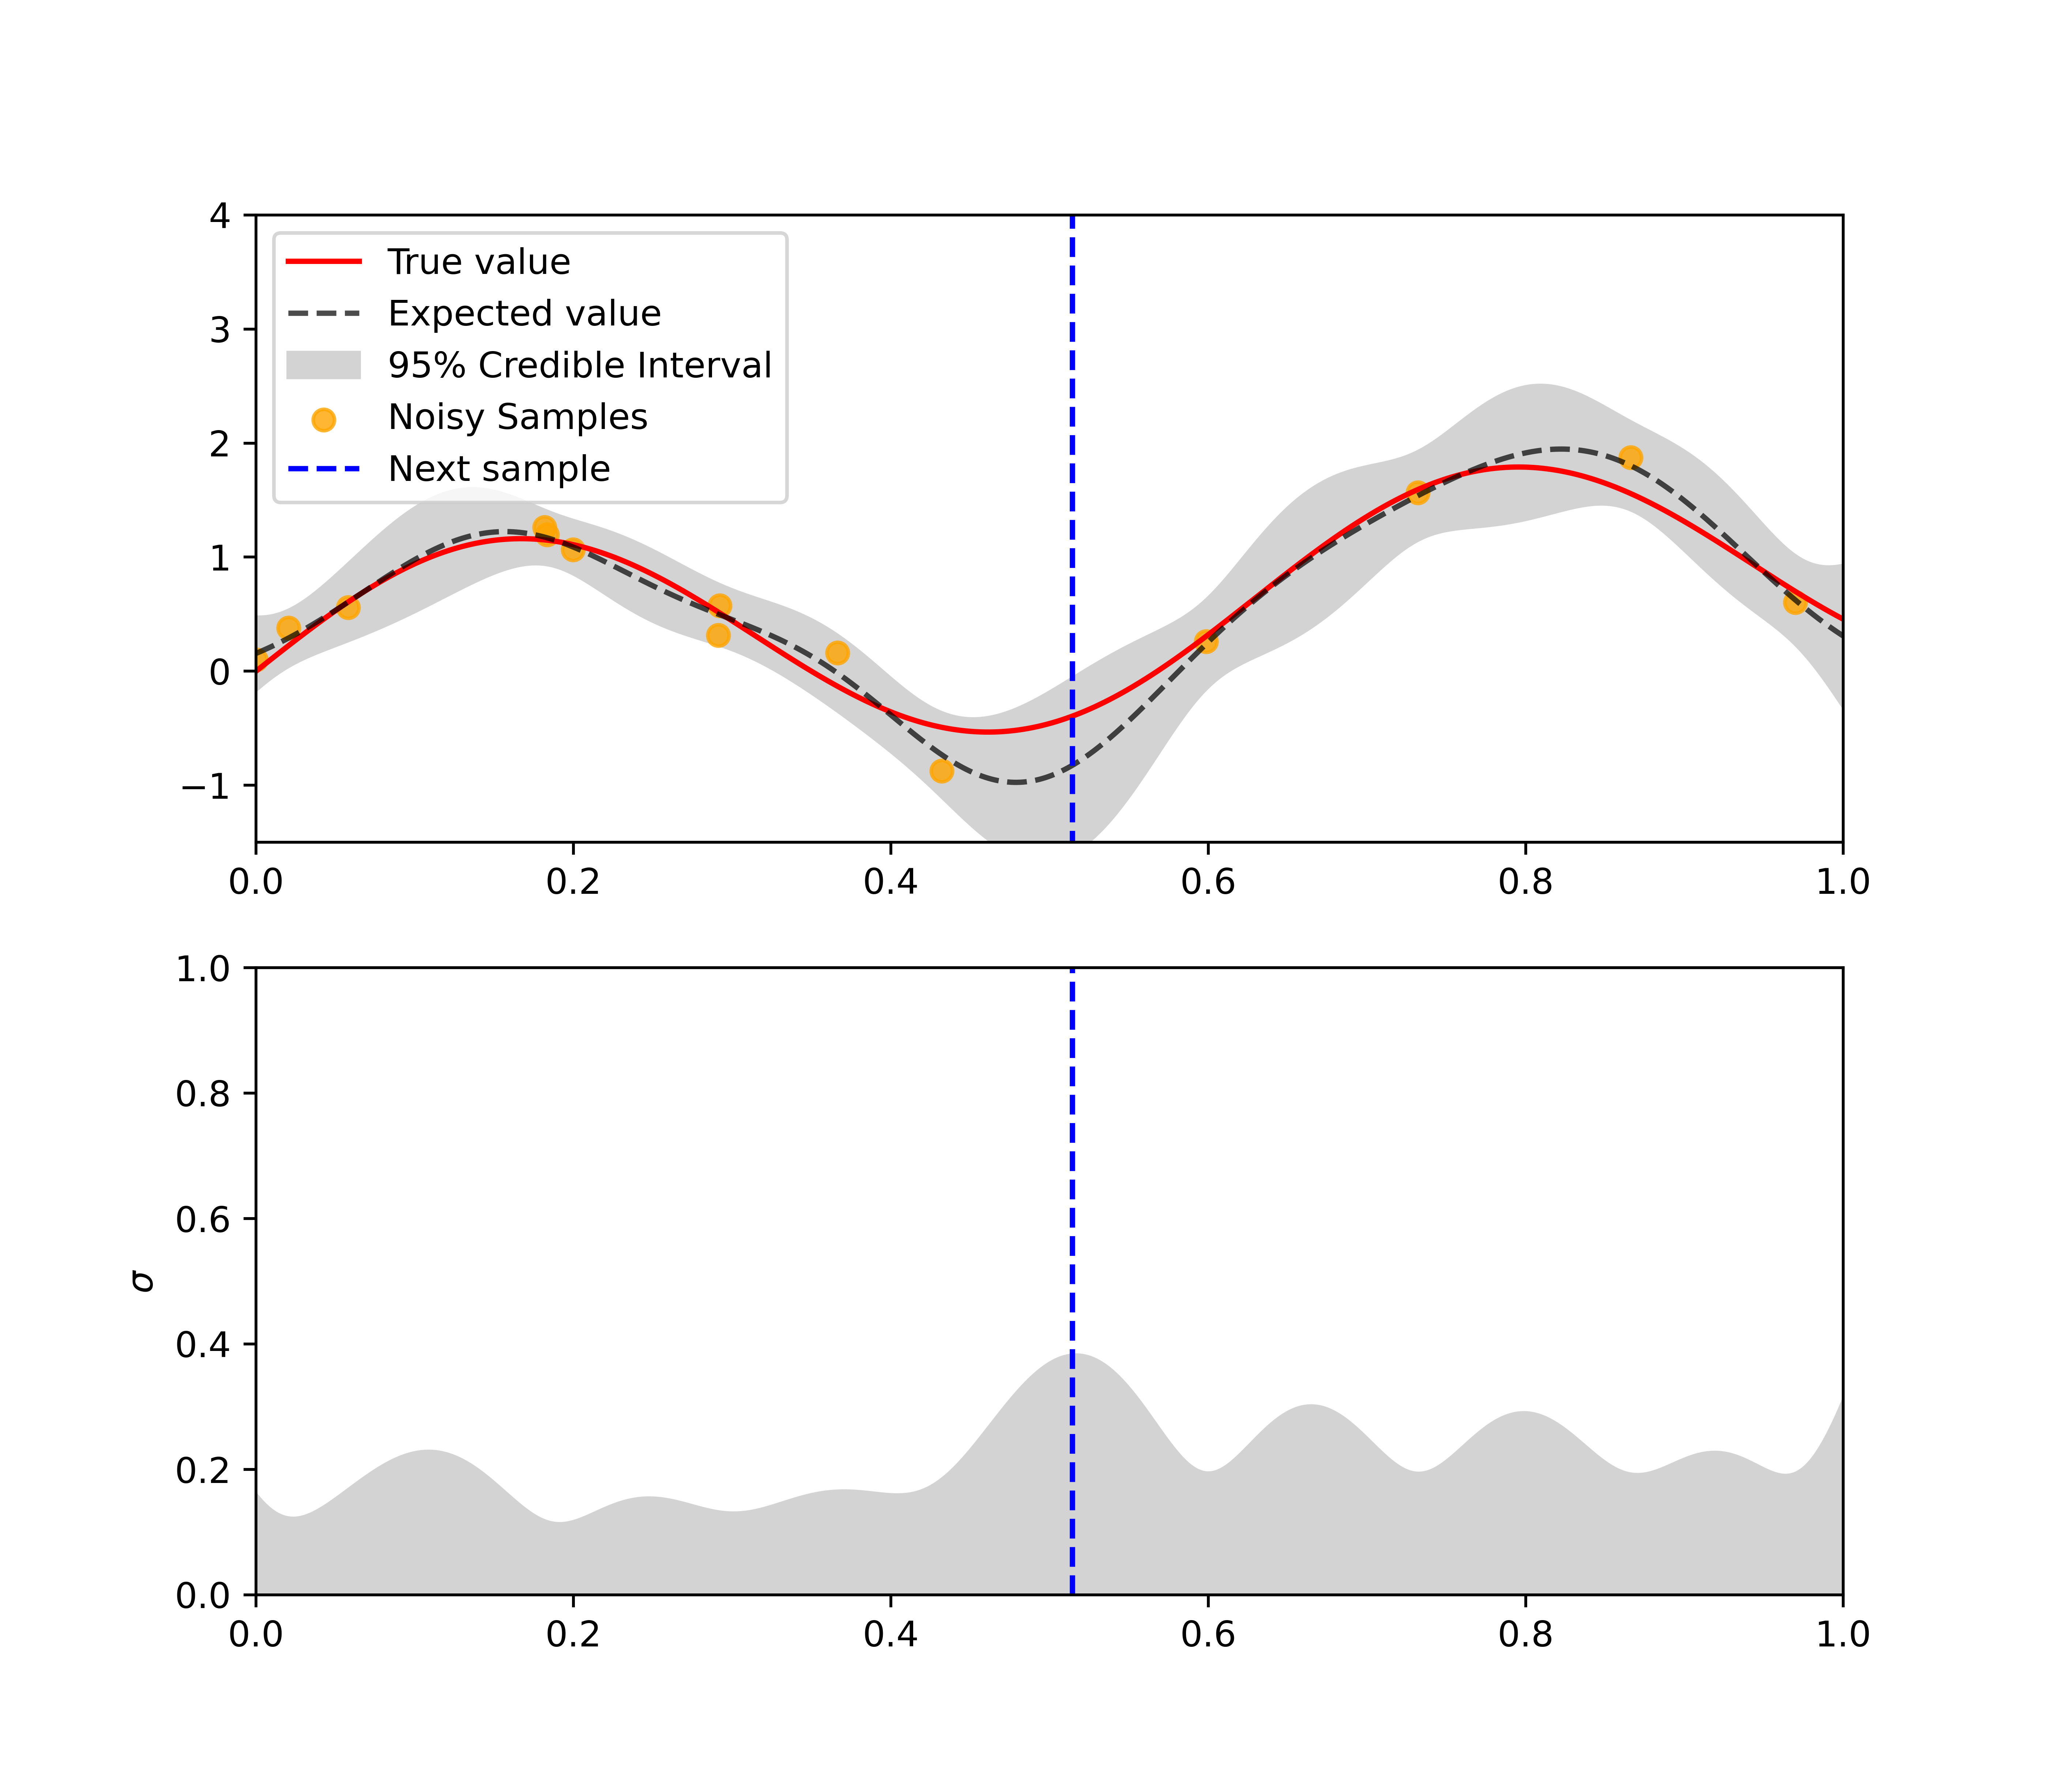 4
3
2
1
0
−1
True value
Expected value
95% Credible Interval
Noisy Samples
Next sample
0.0 0.2 0.4 0.6 0.8 1.0
1.0
0.8
0.6
0.4
0.2
0.0
σ
0.0 0.2 0.4 0.6 0.8 1.0